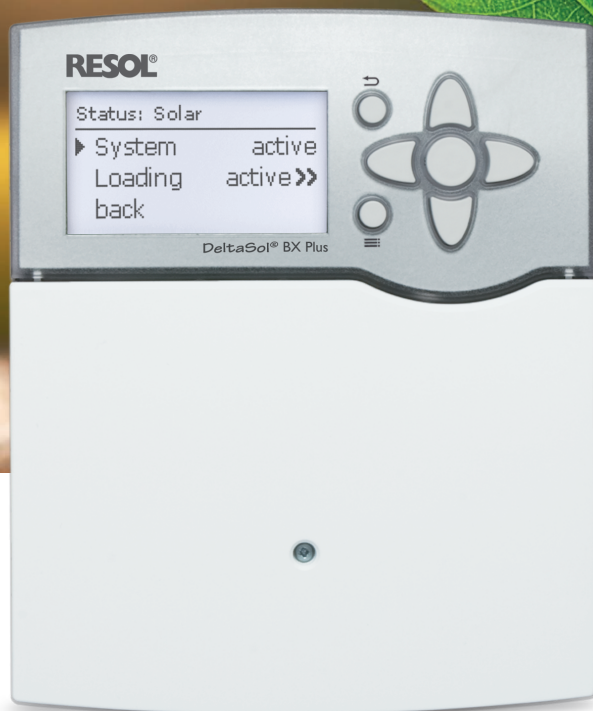 RESOL®
Status: Solar
System active
Loading active
back
DeltaSol® BX Plus